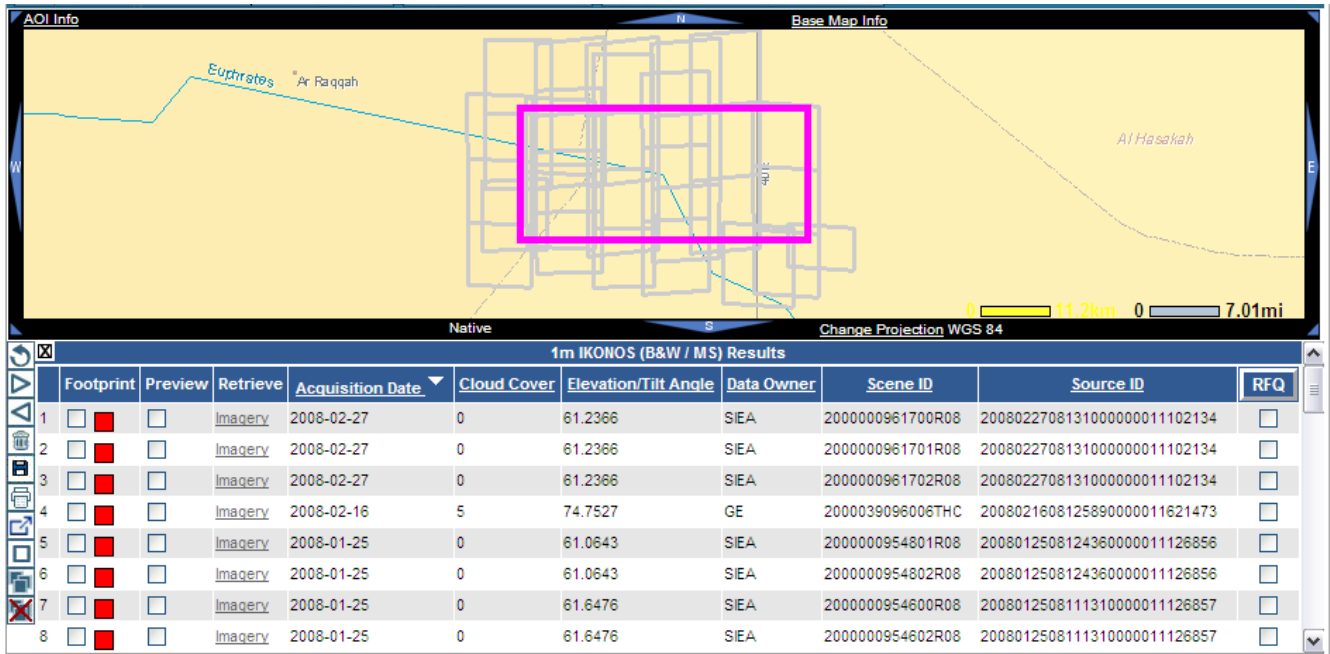 AOI Info N Base Map Info
Euphrates Ar Raqqah
Al Hasakah
W E
0 11.2km 0 7.01mi
Native S Change Projection WGS 84
1m IKONOS (B&W / MS) Results
Footprint Preview Retrieve Acquisition Date Cloud Cover Elevation/Tilt Angle Data Owner Scene ID Source ID RFQ
1 Imagery 2008-02-27 0 61.2366 SIEA 2000000961700R08 2008022708131000000011102134
2 Imagery 2008-02-27 0 61.2366 SIEA 2000000961701R08 2008022708131000000011102134
3 Imagery 2008-02-27 0 61.2366 SIEA 2000000961702R08 2008022708131000000011102134
4 Imagery 2008-02-16 5 74.7527 GE 2000039096006THC 2008021608125890000011621473
5 Imagery 2008-01-25 0 61.0643 SIEA 2000000954801R08 2008012508124360000011126856
6 Imagery 2008-01-25 0 61.0643 SIEA 2000000954802R08 2008012508124360000011126856
7 Imagery 2008-01-25 0 61.6476 SIEA 2000000954600R08 2008012508111310000011126857
8 Imagery 2008-01-25 0 61.6476 SIEA 2000000954602R08 2008012508111310000011126857